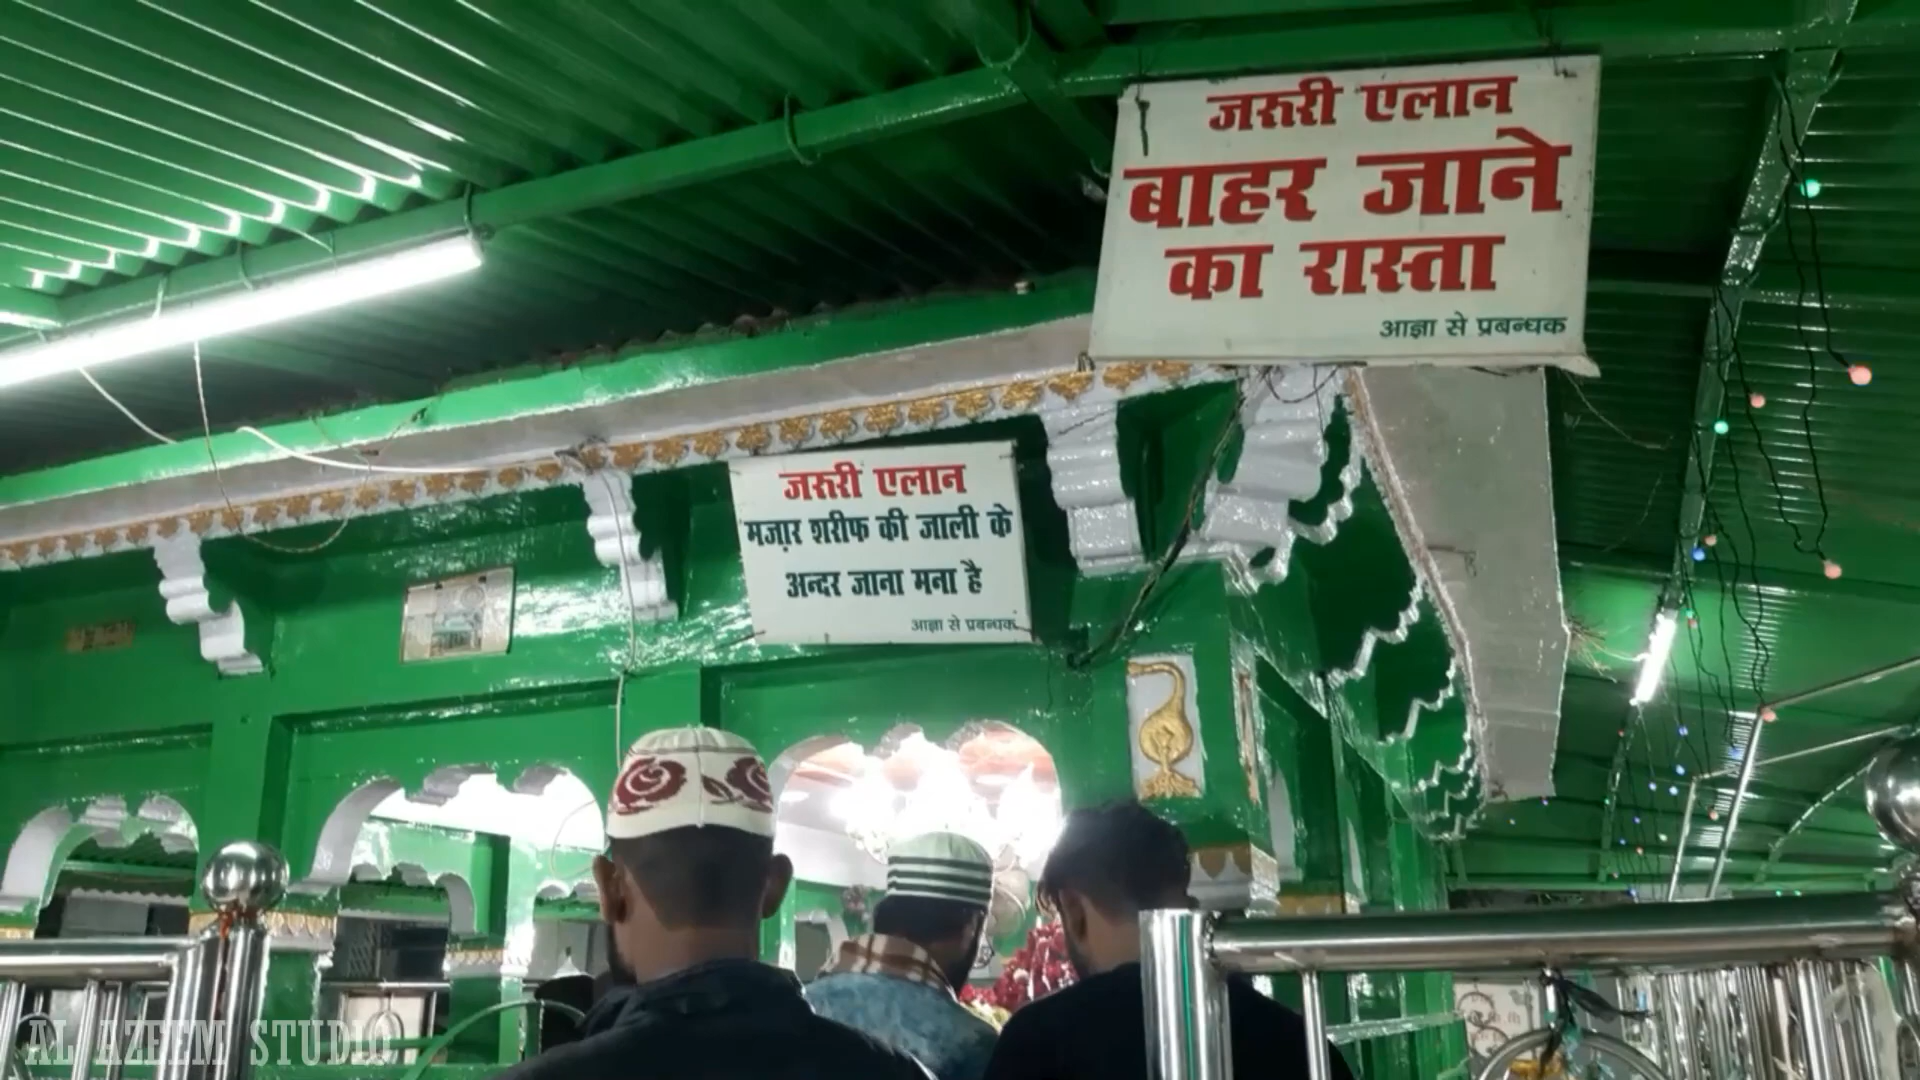 जरूरी एलान
बाहर जाने
का रास्ता
आज्ञा से प्रबन्धक
जरूरी एलान
मज़ार शरीफ की जाली के
अन्दर जाना मना है
आज्ञा से प्रबन्धक
AL AZEEM STUDIO